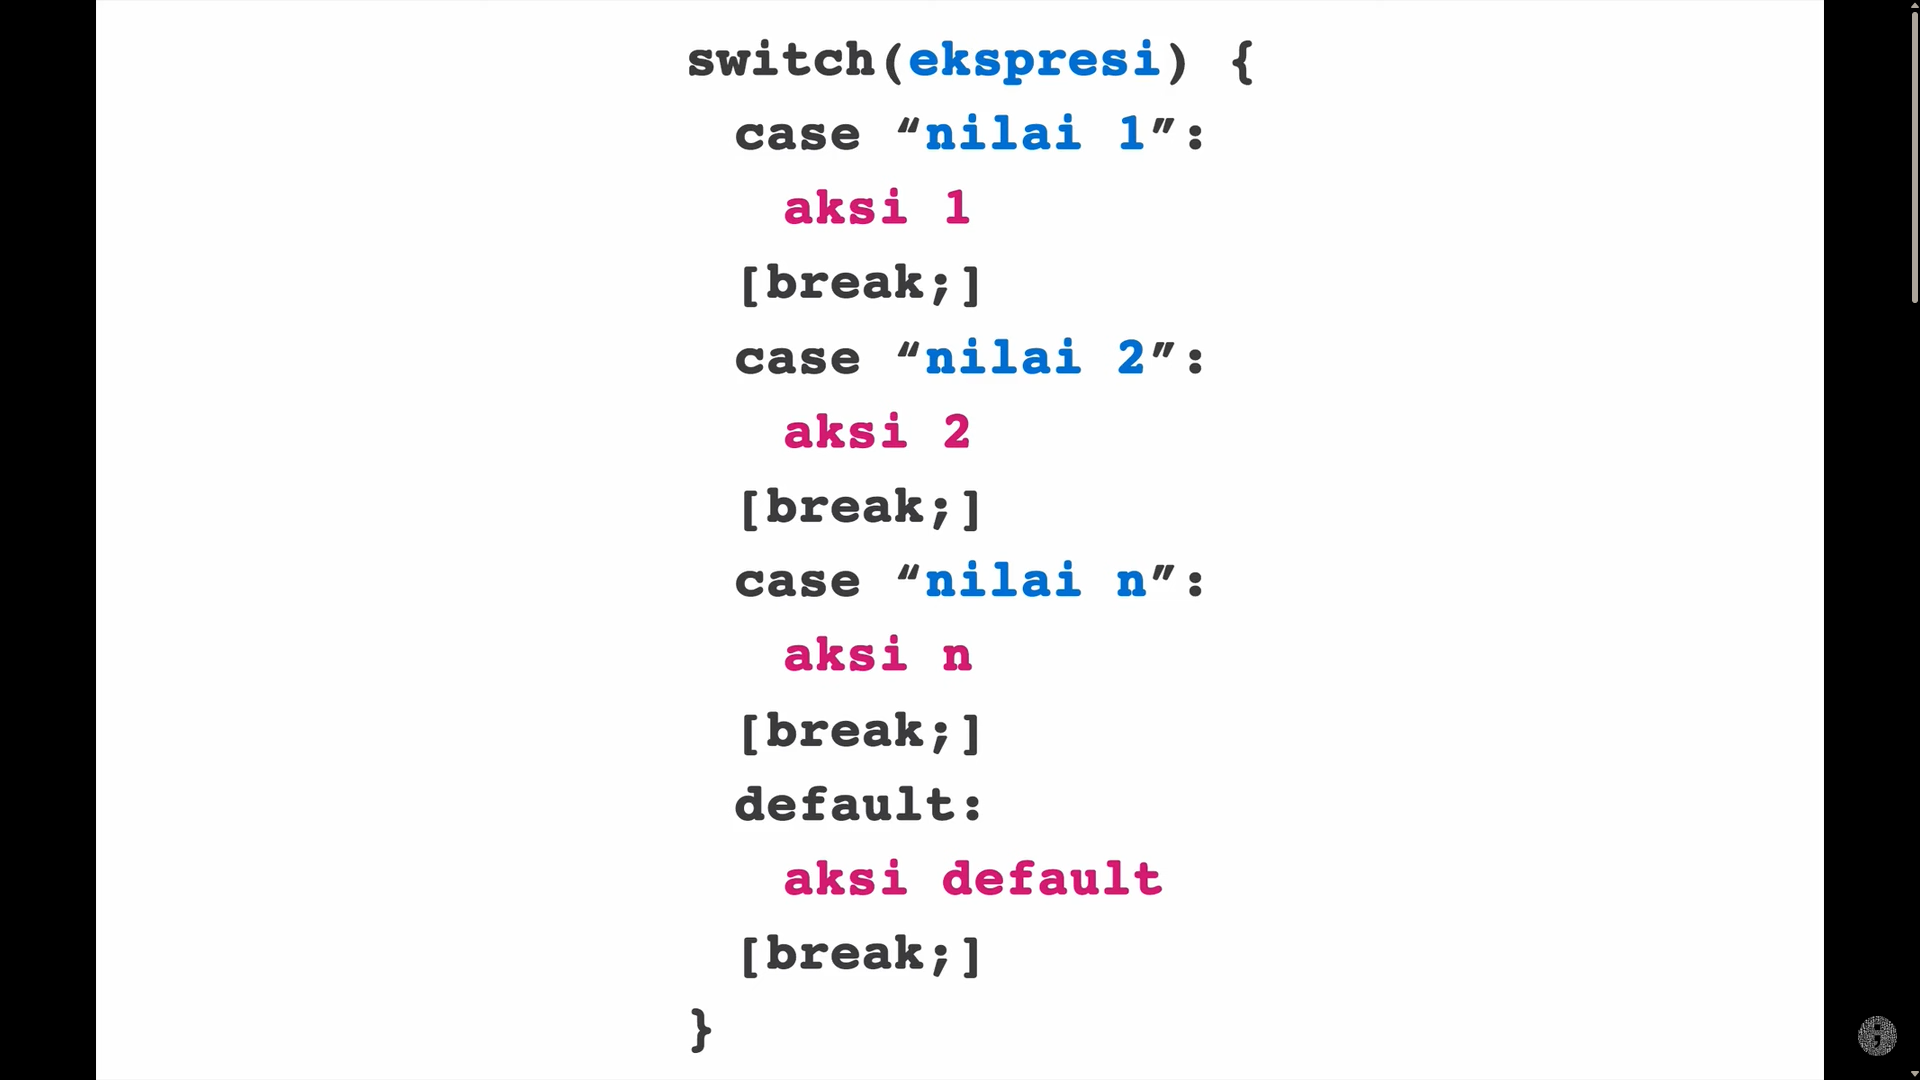 switch(ekspresi) {
case “nilai 1”:
aksi 1
[break;]
case “nilai 2”:
aksi 2
[break;]
case “nilai n”:
aksi n
[break;]
default:
aksi default
[break;]
}